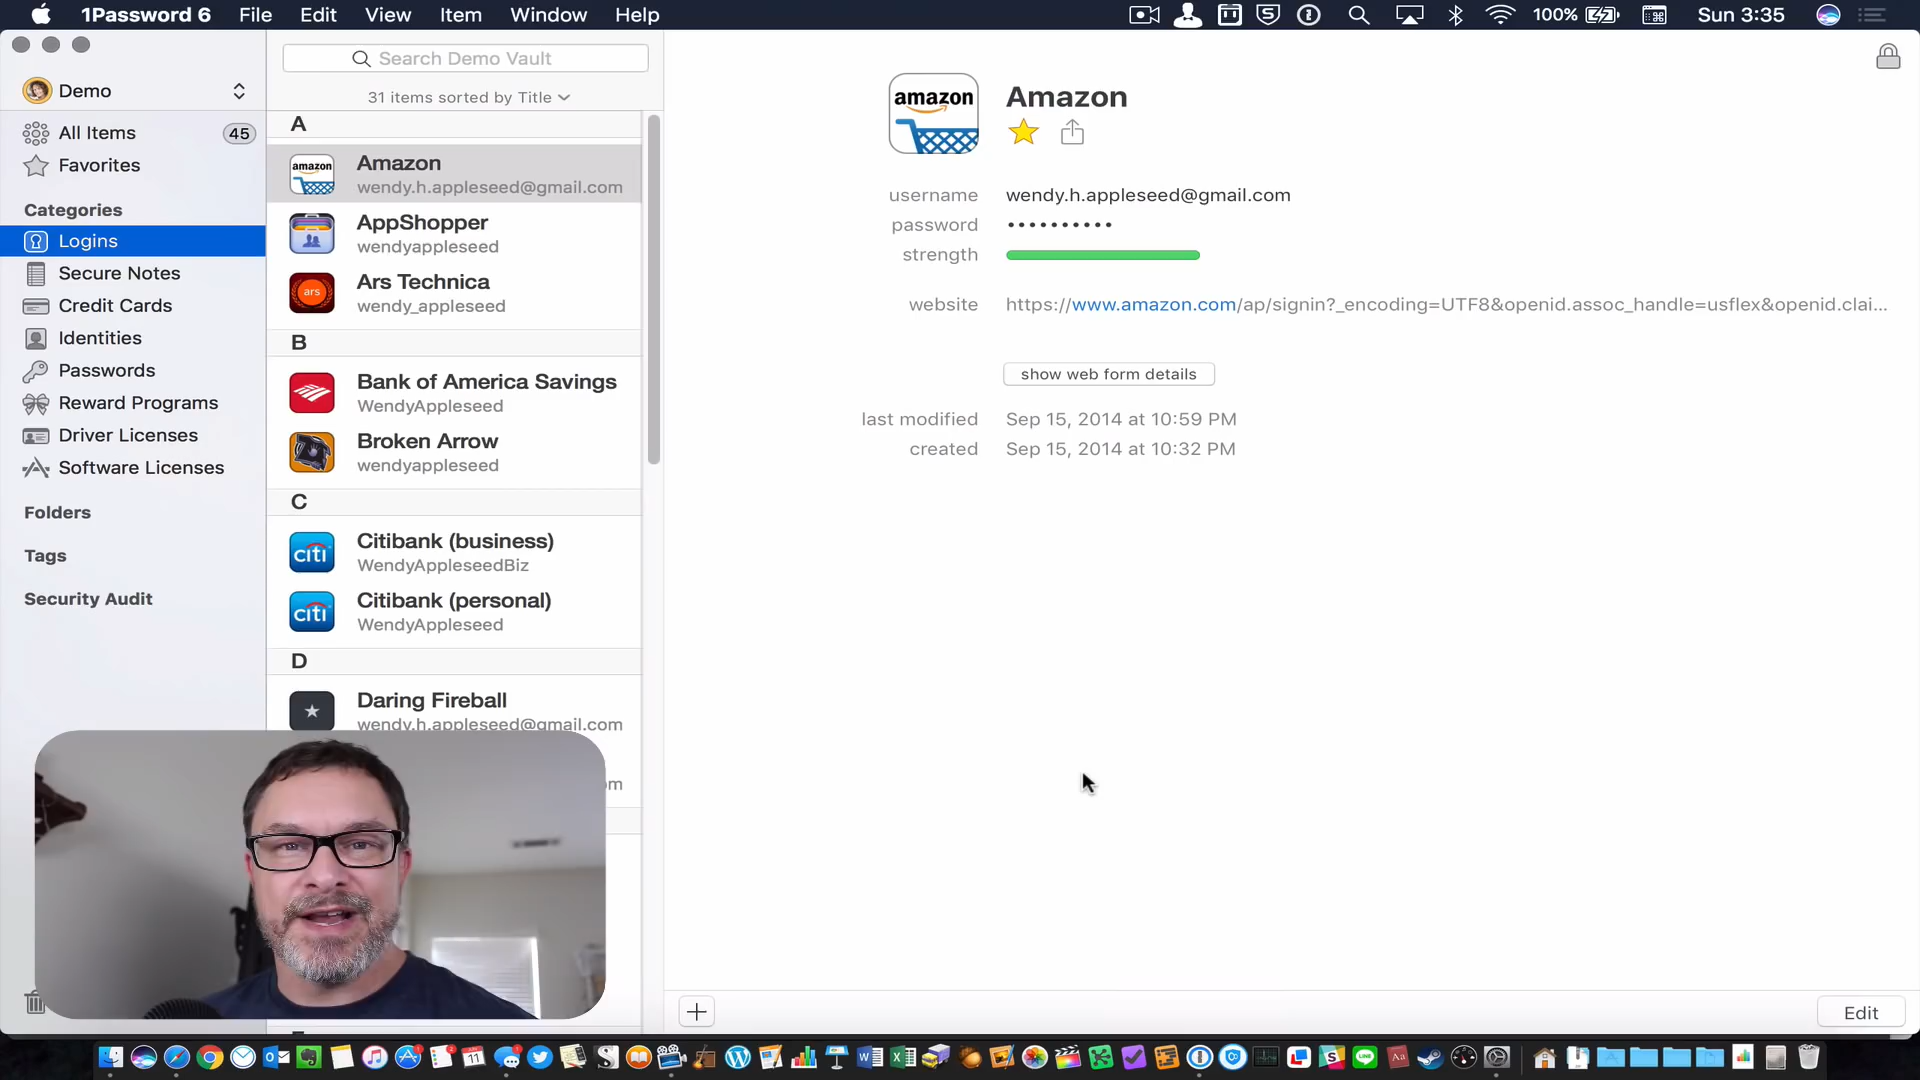 1Password 6 File Edit View Item Window Help 100% Sun 3:35
Demo
All Items 45
Favorites
Categories
Logins
Secure Notes
Credit Cards
Identities
Passwords
Reward Programs
Driver Licenses
Software Licenses
Folders
Tags
Security Audit
Search Demo Vault
31 items sorted by Title
A
amazon
Amazon
wendy.h.appleseed@gmail.com
AppShopper
wendyappleseed
ars
Ars Technica
wendy_appleseed
B
Bank of America Savings
WendyAppleseed
Broken Arrow
wendyappleseed
C
citi
Citibank (business)
WendyAppleseedBiz
citi
Citibank (personal)
WendyAppleseed
D
Daring Fireball
wendy.h.appleseed@gmail.com
om
amazon
Amazon
username wendy.h.appleseed@gmail.com
password ••••••••••
strength
website https://www.amazon.com/ap/signin?_encoding=UTF8&openid.assoc_handle=usflex&openid.clai...
show web form details
last modified Sep 15, 2014 at 10:59 PM
created Sep 15, 2014 at 10:32 PM
Edit